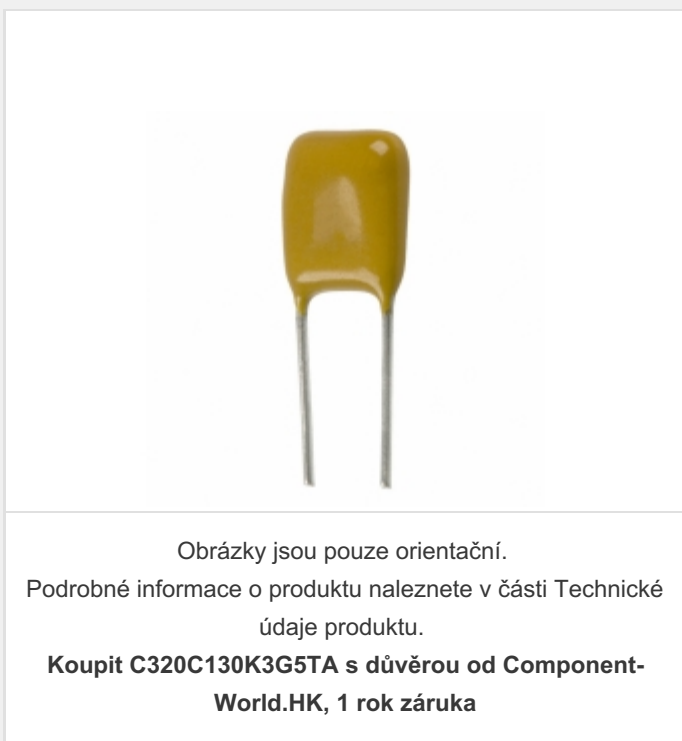 Obrázky jsou pouze orientační.
Podrobné informace o produktu naleznete v části Technické
údaje produktu.
Koupit C320C130K3G5TA s důvěrou od Component-
World.HK, 1 rok záruka